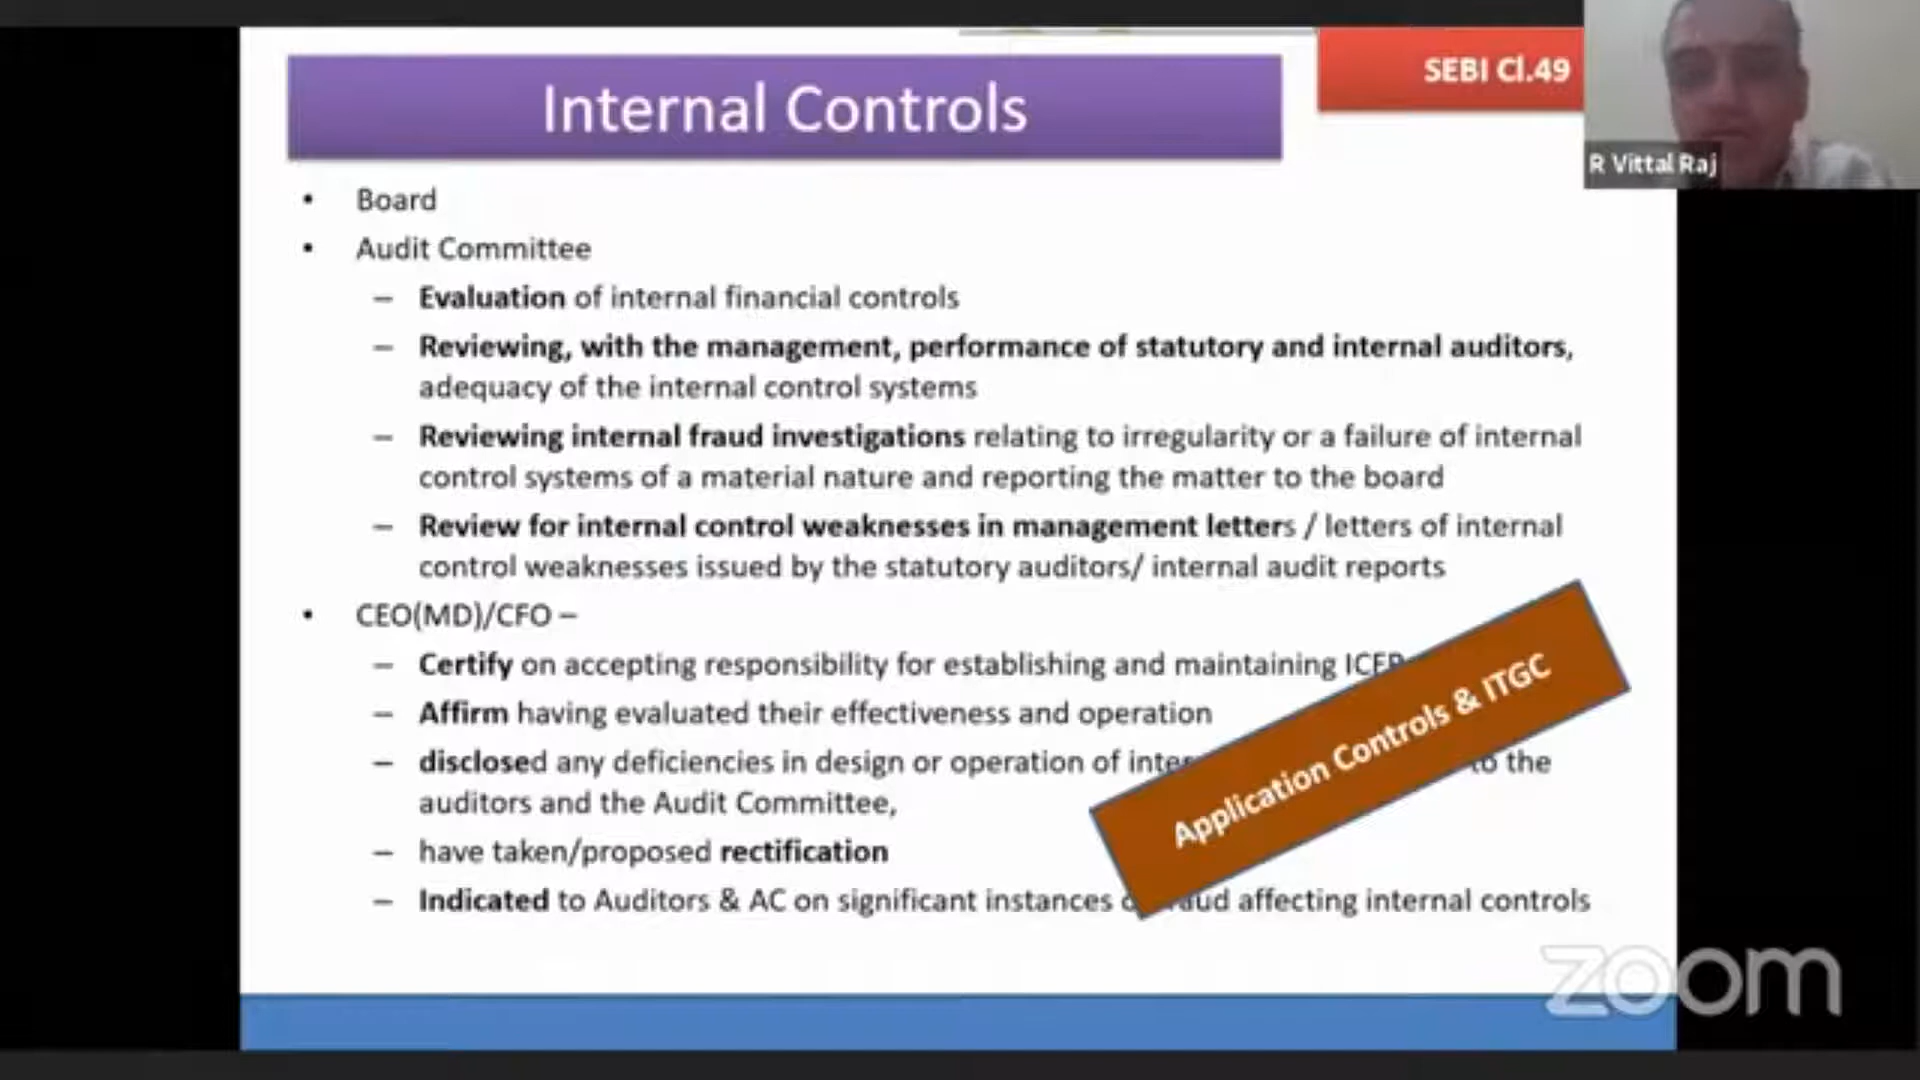 Internal Controls
SEBI Cl.49
R Vittal Raj
• Board
• Audit Committee
– Evaluation of internal financial controls
– Reviewing, with the management, performance of statutory and internal auditors,
adequacy of the internal control systems
– Reviewing internal fraud investigations relating to irregularity or a failure of internal
control systems of a material nature and reporting the matter to the board
– Review for internal control weaknesses in management letters / letters of internal
control weaknesses issued by the statutory auditors/ internal audit reports
• CEO(MD)/CFO –
– Certify on accepting responsibility for establishing and maintaining
– Affirm having evaluated their effectiveness and operation
– disclosed any deficiencies in design or operation of to the
auditors and the Audit Committee,
– have taken/proposed rectification
– Indicated to Auditors & AC on significant instances affecting internal controls
Application Controls & ITGC
zoom